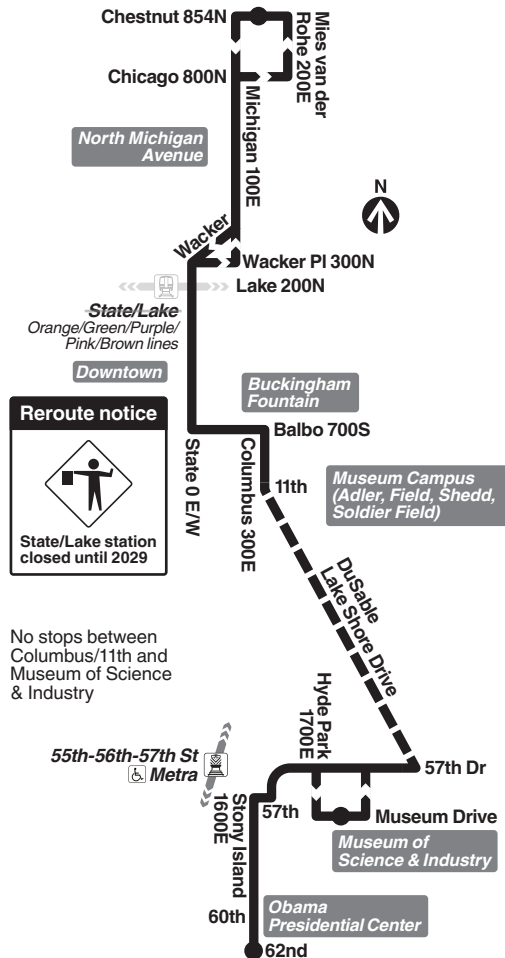 Chestnut 854N
Mies van der
Rohe 200E
Chicago 800N
Michigan 100E
North Michigan
Avenue
N
Wacker
Wacker Pl 300N
Lake 200N
State/Lake
Orange/Green/Purple/
Pink/Brown lines
Downtown
Buckingham
Fountain
Reroute notice
State/Lake station
closed until 2029
Balbo 700S
State 0 E/W
Columbus 300E
11th
Museum Campus
(Adler, Field, Shedd,
Soldier Field)
DuSable
Lake Shore Drive
No stops between
Columbus/11th and
Museum of Science
& Industry
Hyde Park
1700E
55th-56th-57th St
Metra
57th Dr
Stony Island
1600E
57th
Museum Drive
Museum of
Science & Industry
60th
Obama
Presidential Center
62nd